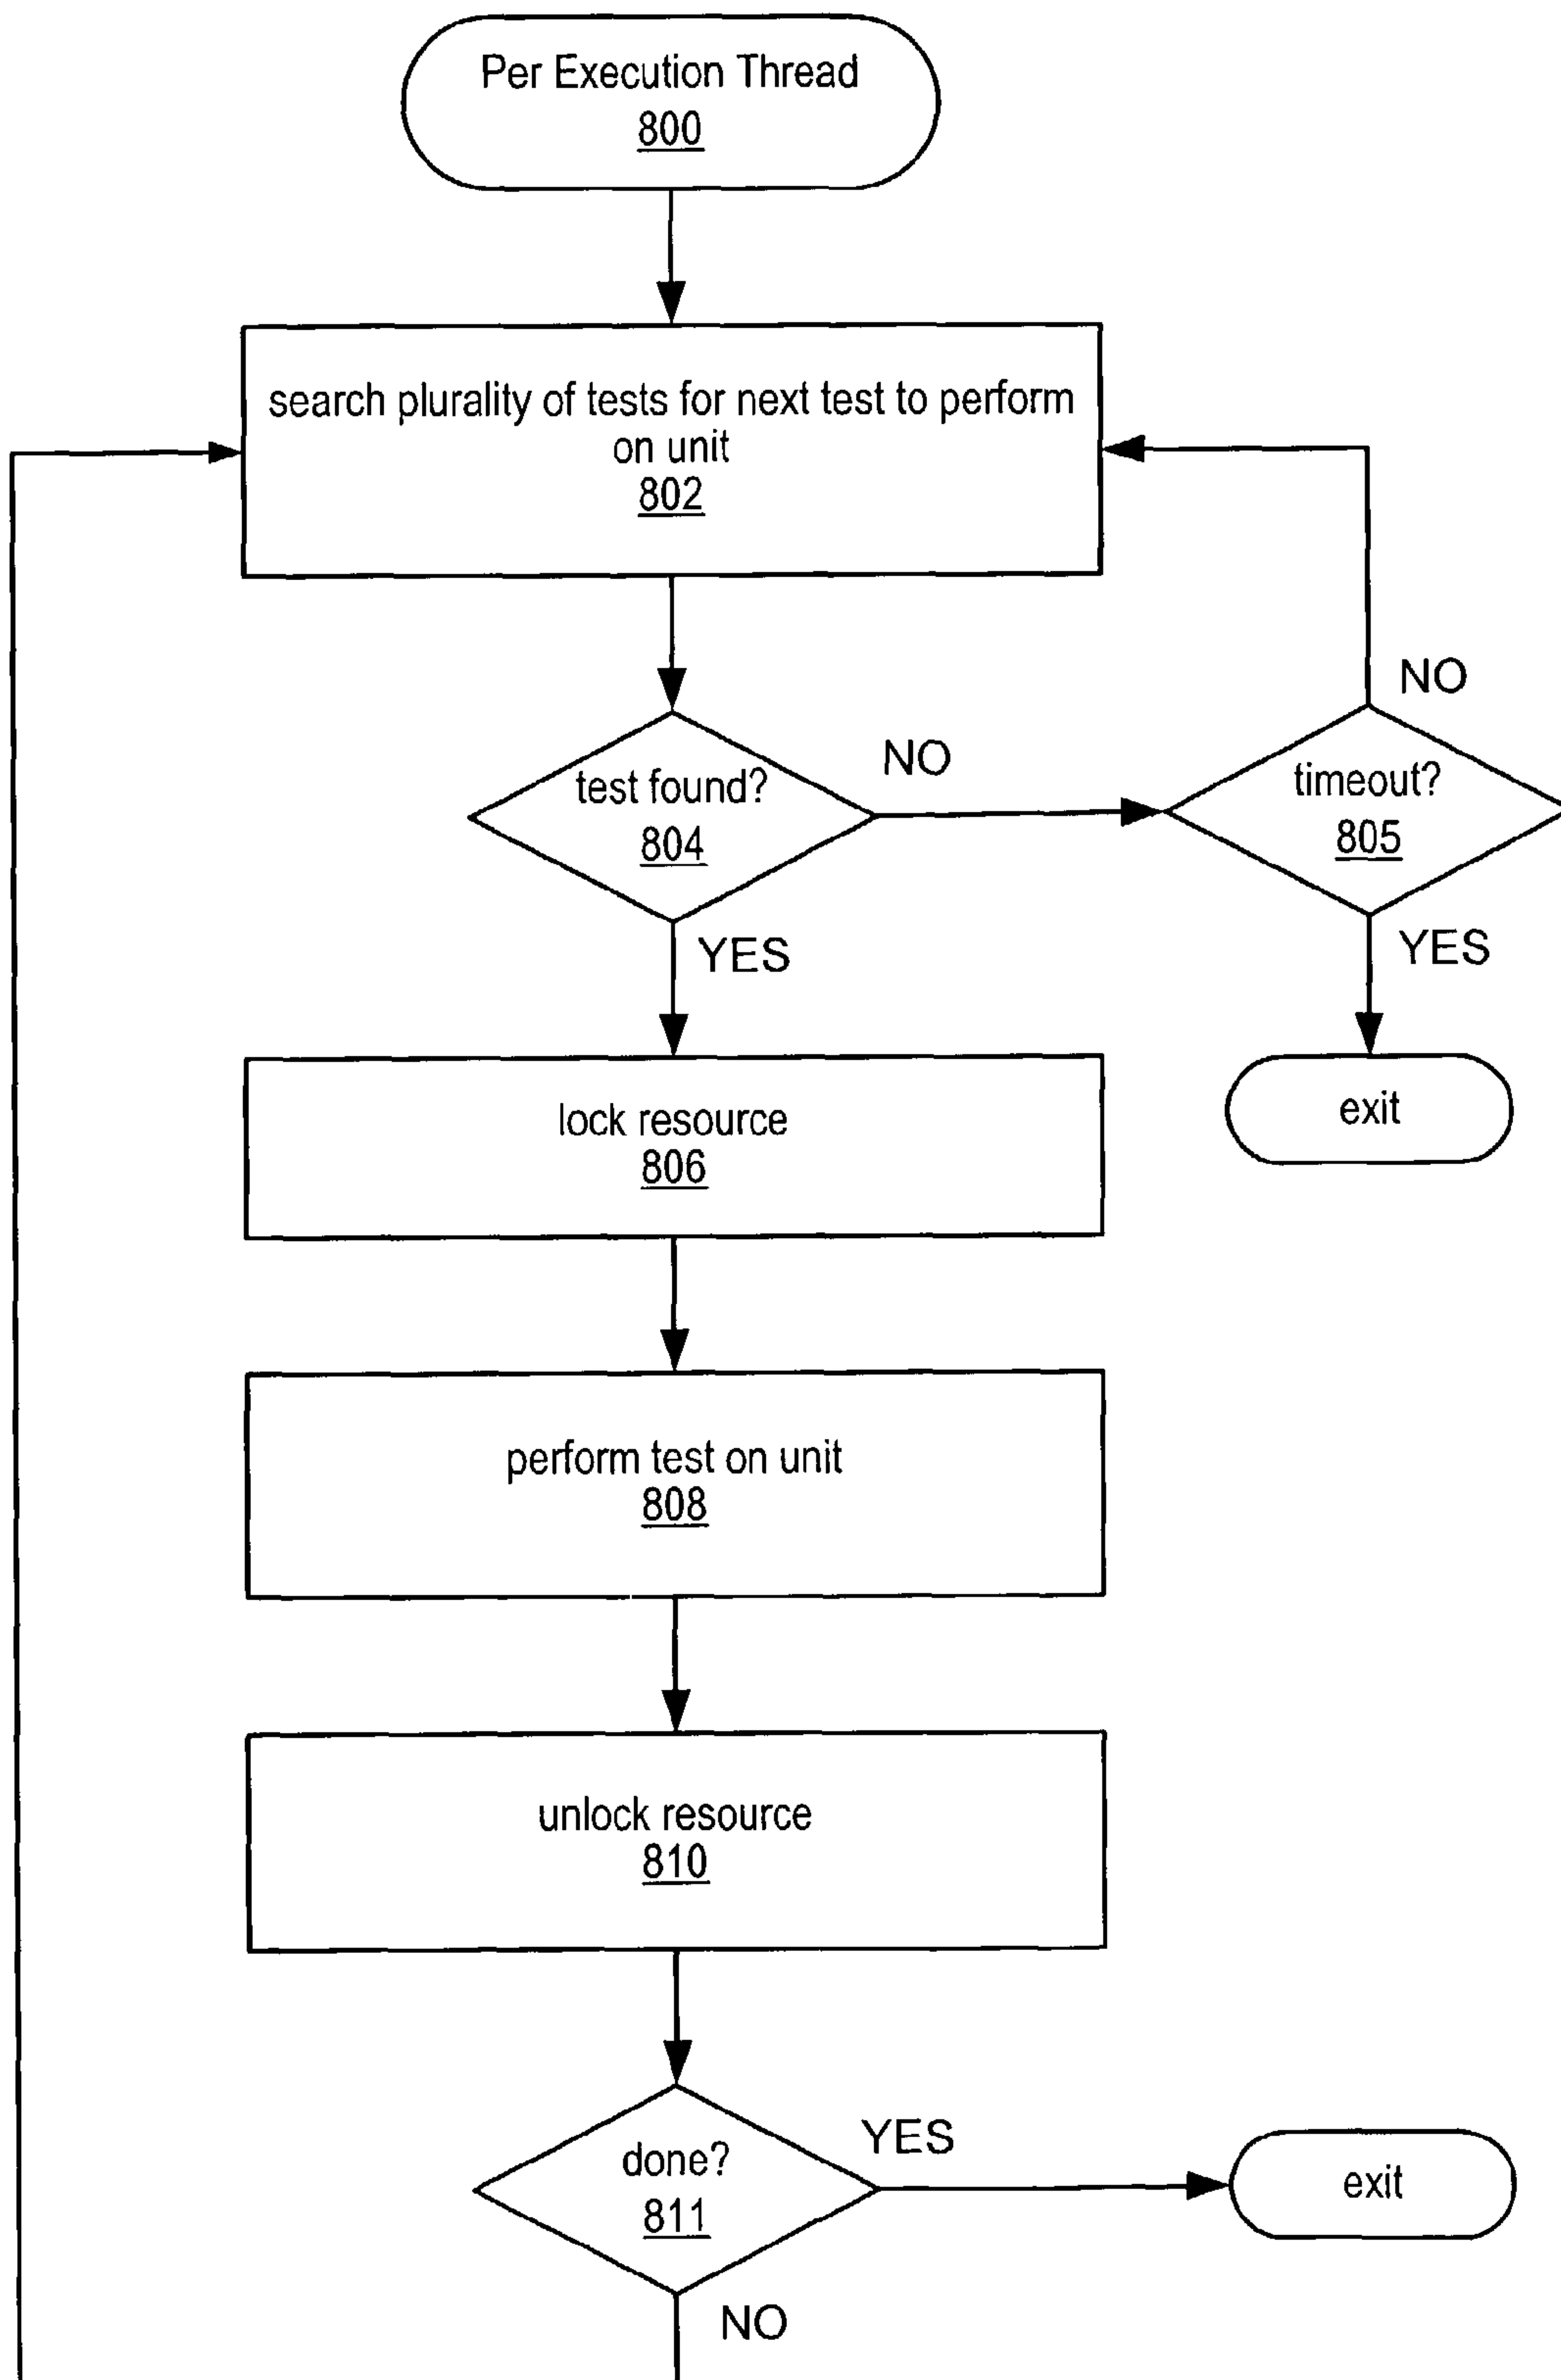 Per Execution Thread
800
search plurality of tests for next test to perform
on unit
802
NO
test found?
804
NO
timeout?
805
YES
YES
lock resource
806
exit
perform test on unit
808
unlock resource
810
done?
811
YES
exit
NO